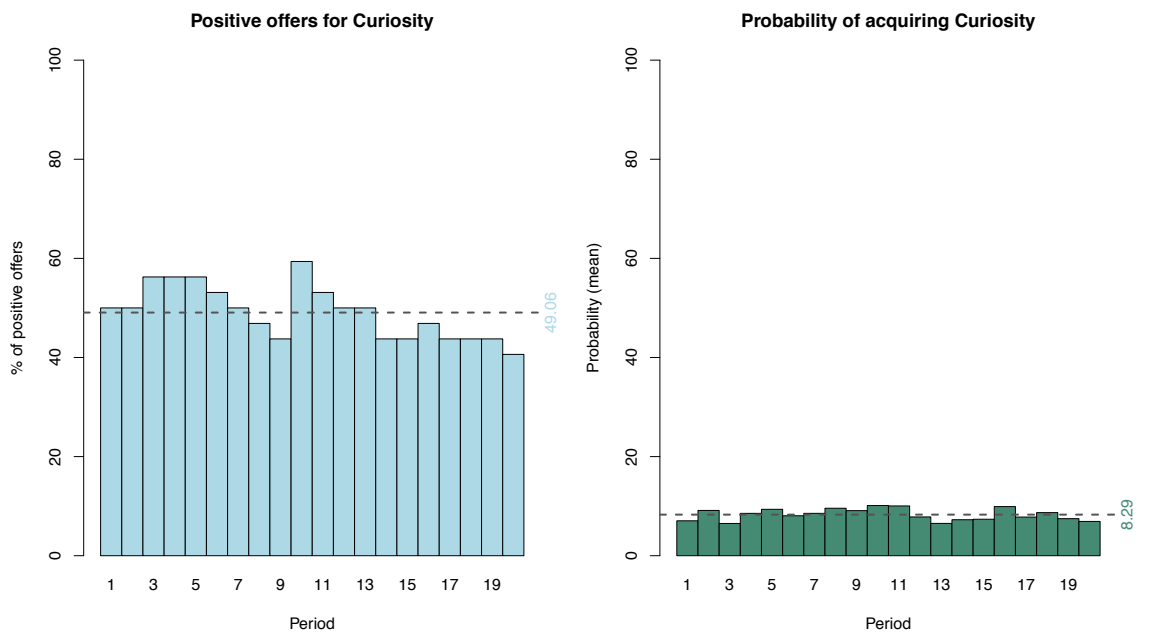 Positive offers for Curiosity
100
80
60
40
20
0
% of positive offers
49.06
1 3 5 7 9 11 13 15 17 19
Period
Probability of acquiring Curiosity
100
80
60
40
20
0
Probability (mean)
8.29
1 3 5 7 9 11 13 15 17 19
Period